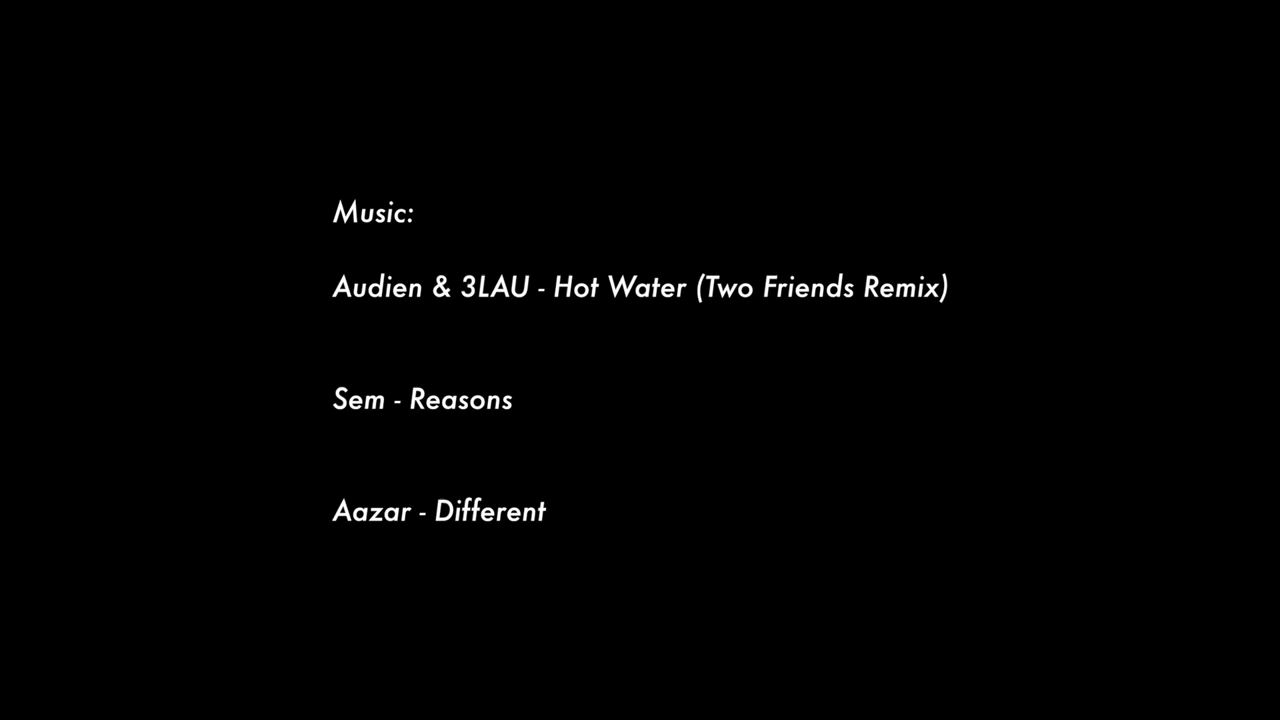 Music:
Audien & 3LAU - Hot Water (Two Friends Remix)
Sem - Reasons
Aazar - Different